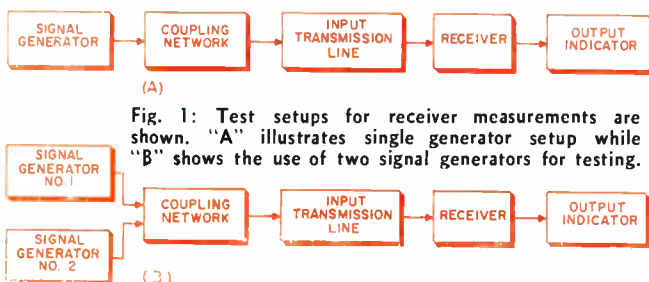 SIGNAL
GENERATOR
COUPLING
NETWORK
INPUT
TRANSMISSION
LINE
RECEIVER
OUTPUT
INDICATOR
(A)
Fig. 1: Test setups for receiver measurements are
shown. "A" illustrates single generator setup while
"B" shows the use of two signal generators for testing.
SIGNAL
GENERATOR
NO. 1
SIGNAL
GENERATOR
NO. 2
COUPLING
NETWORK
INPUT
TRANSMISSION
LINE
RECEIVER
OUTPUT
INDICATOR
(B)